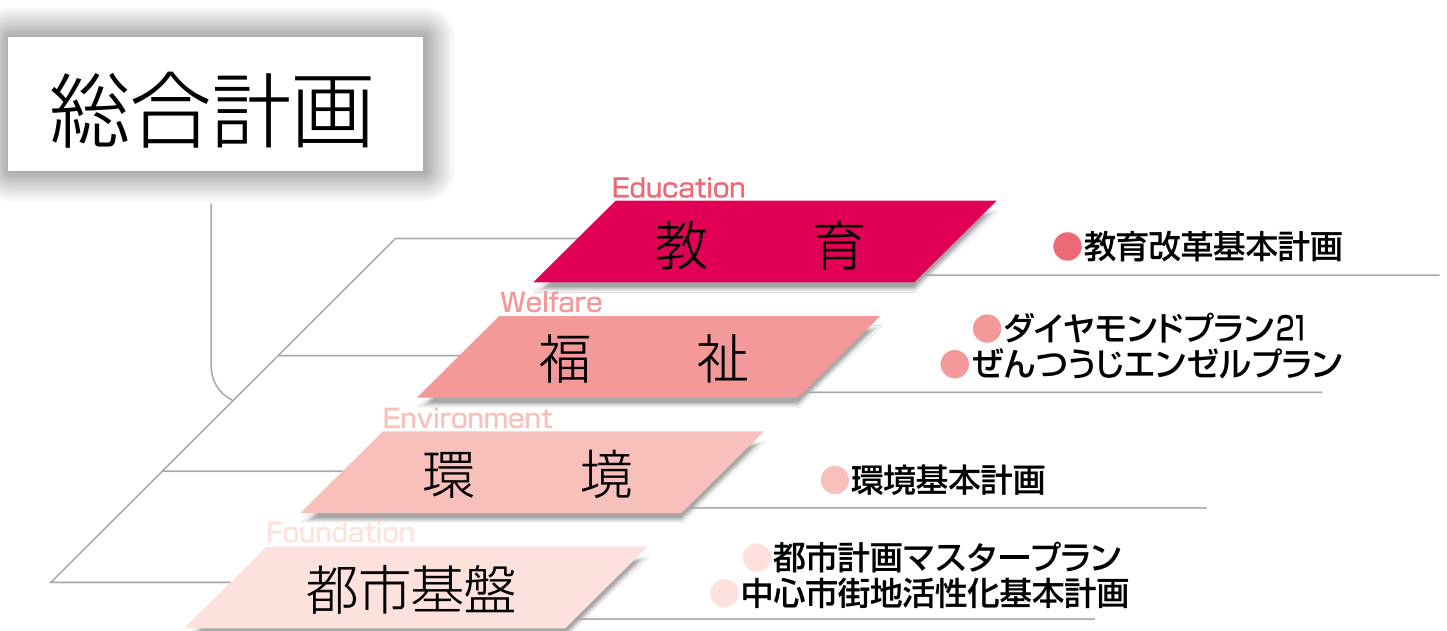 総合計画
Education
教育
●教育改革基本計画
Welfare
福祉
●ダイヤモンドプラン21
●ぜんつうじエンゼルプラン
Environment
環境
●環境基本計画
Foundation
都市基盤
●都市計画マスタープラン
●中心市街地活性化基本計画